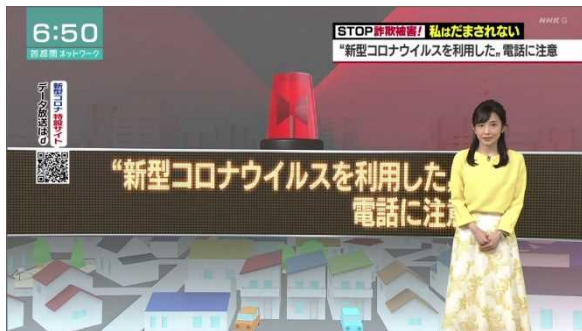 6:50
首都圏ネットワーク
NHK G
STOP詐欺被害! 私はだまされない
“新型コロナウイルスを利用した„ 電話に注意
新型コロナ 特設サイト
データ放送はd
“新型コロナウイルスを利用した„
電話に注意